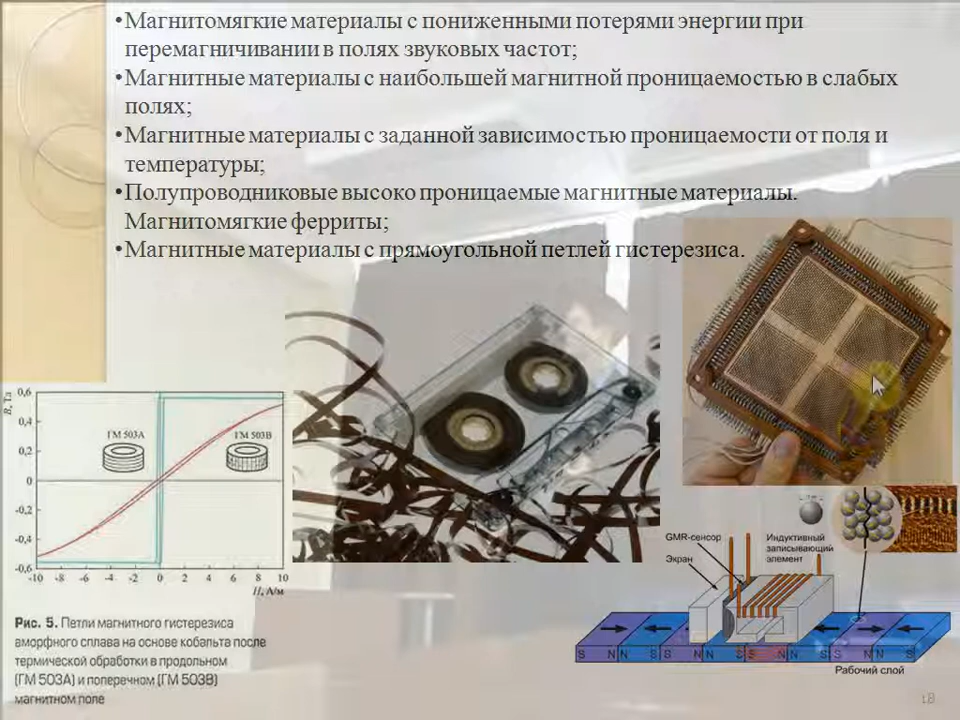 •Магнитомягкие материалы с пониженными потерями энергии при
перемагничивании в полях звуковых частот;
•Магнитные материалы с наибольшей магнитной проницаемостью в слабых
полях;
•Магнитные материалы с заданной зависимостью проницаемости от поля и
температуры;
•Полупроводниковые высоко проницаемые магнитные материалы.
Магнитомягкие ферриты;
•Магнитные материалы с прямоугольной петлей гистерезиса.
B, Тл
0,6
0,4
0,2
0
-0,2
-0,4
-0,6
ГМ 503А
ГМ 503В
-10 -8 -6 -4 -2 0 2 4 6 8 10
H, А/м
Рис. 5. Петли магнитного гистерезиса
аморфного сплава на основе кобальта после
термической обработки в продольном
(ГМ 503А) и поперечном (ГМ 503В)
магнитном поле
GMR-сенсор
Экран
Индуктивный
записывающий
элемент
S N N S S N N S S N N S S N N S
Рабочий слой
18